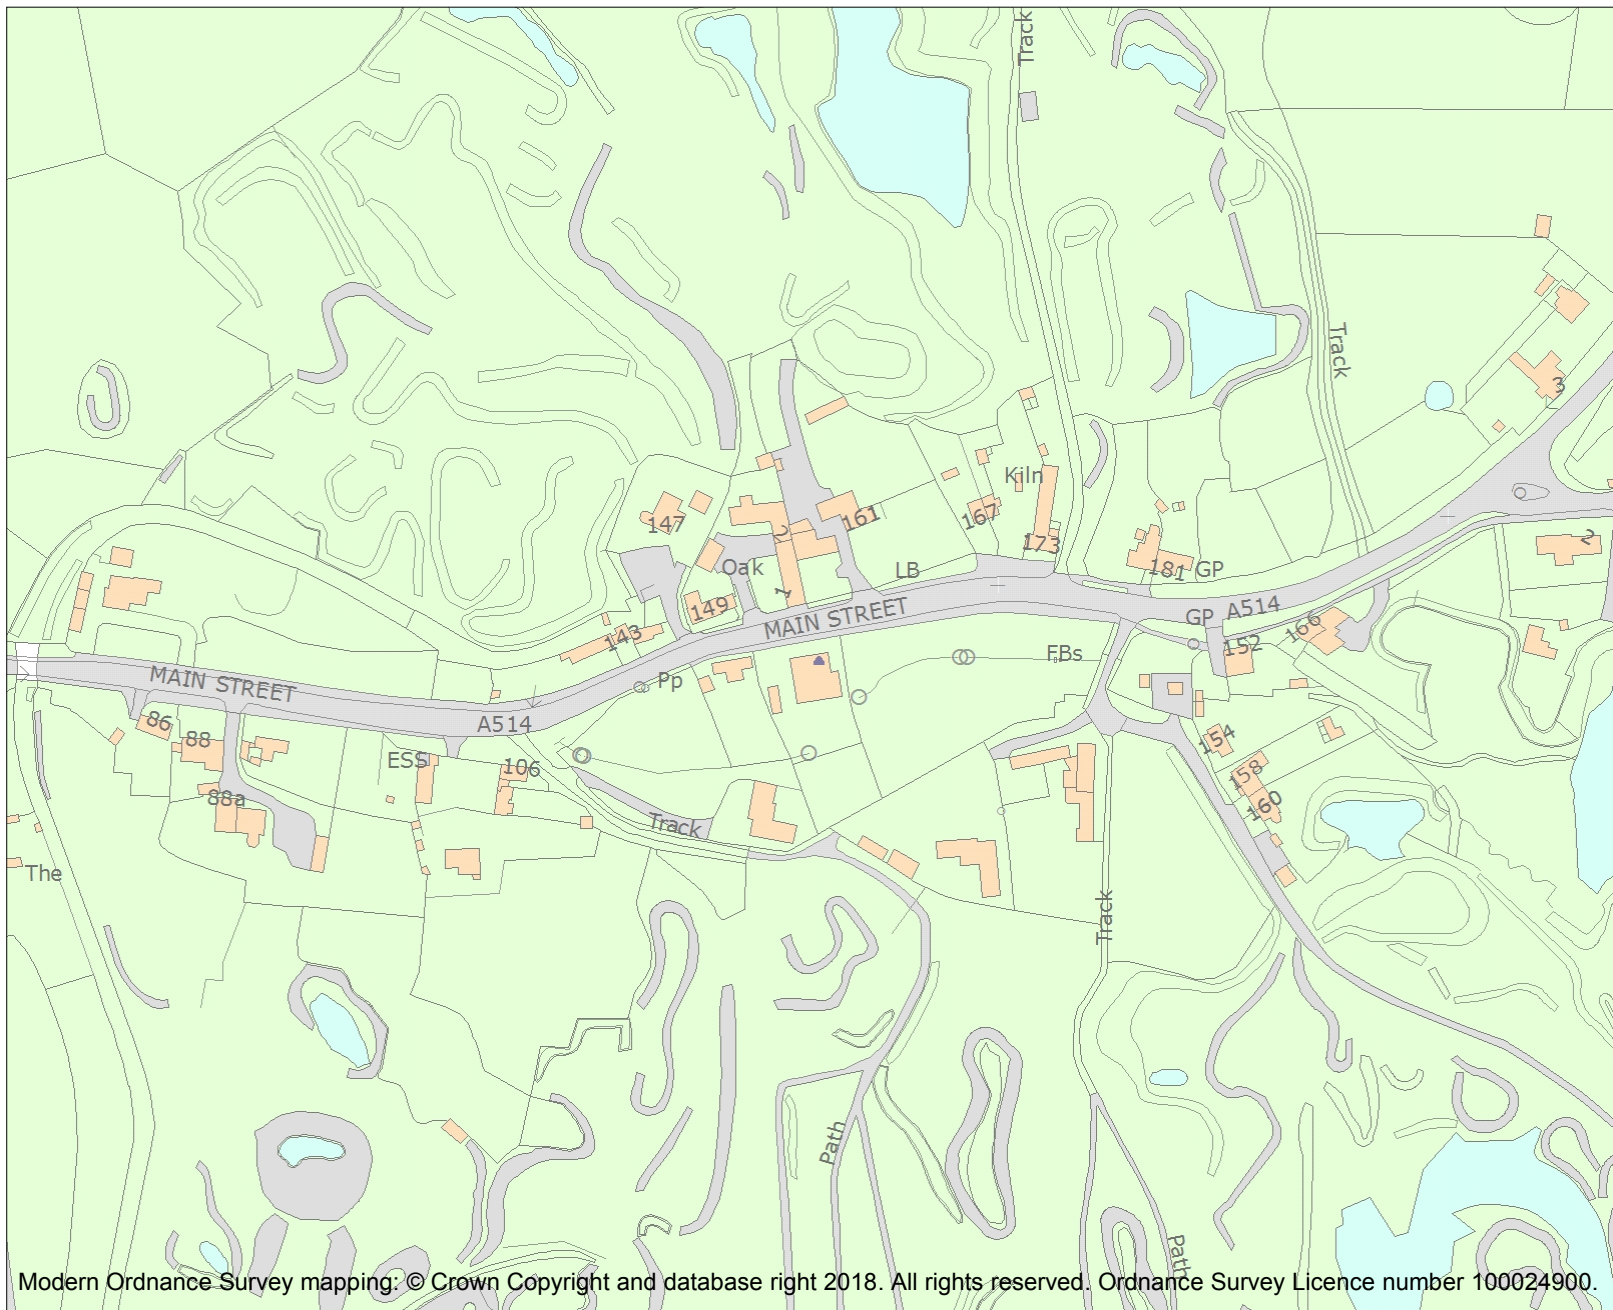 Track
Track
3
Kiln
147
2
161
167
173
2
Oak
LB
181
GP
1
149
MAIN STREET
GP
A514
143
166
152
FBs
MAIN STREET
Pp
86
A514
88
154
ESS
106
158
88a
160
Track
The
Track
Path
Path
Modern Ordnance Survey mapping: © Crown Copyright and database right 2018. All rights reserved. Ordnance Survey Licence number 100024900.